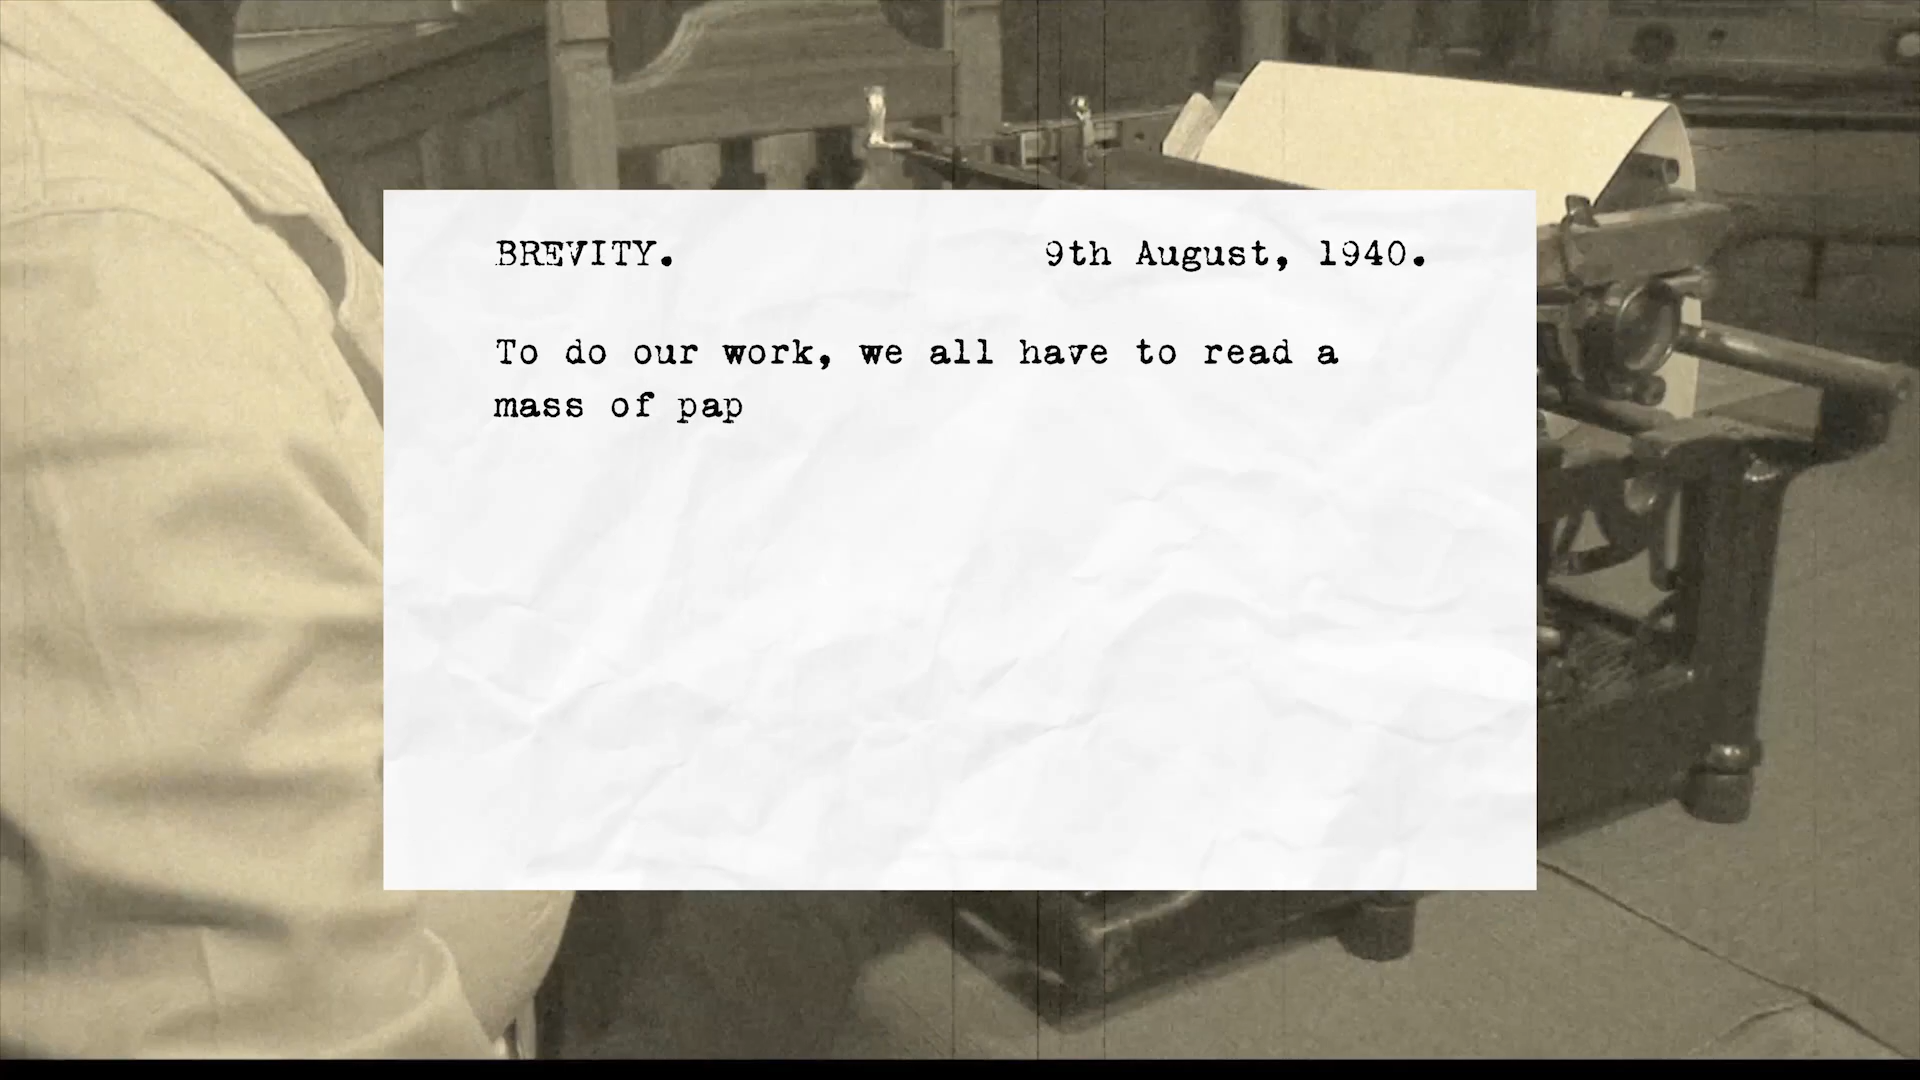 BREVITY. 9th August, 1940.
To do our work, we all have to read a
mass of pap